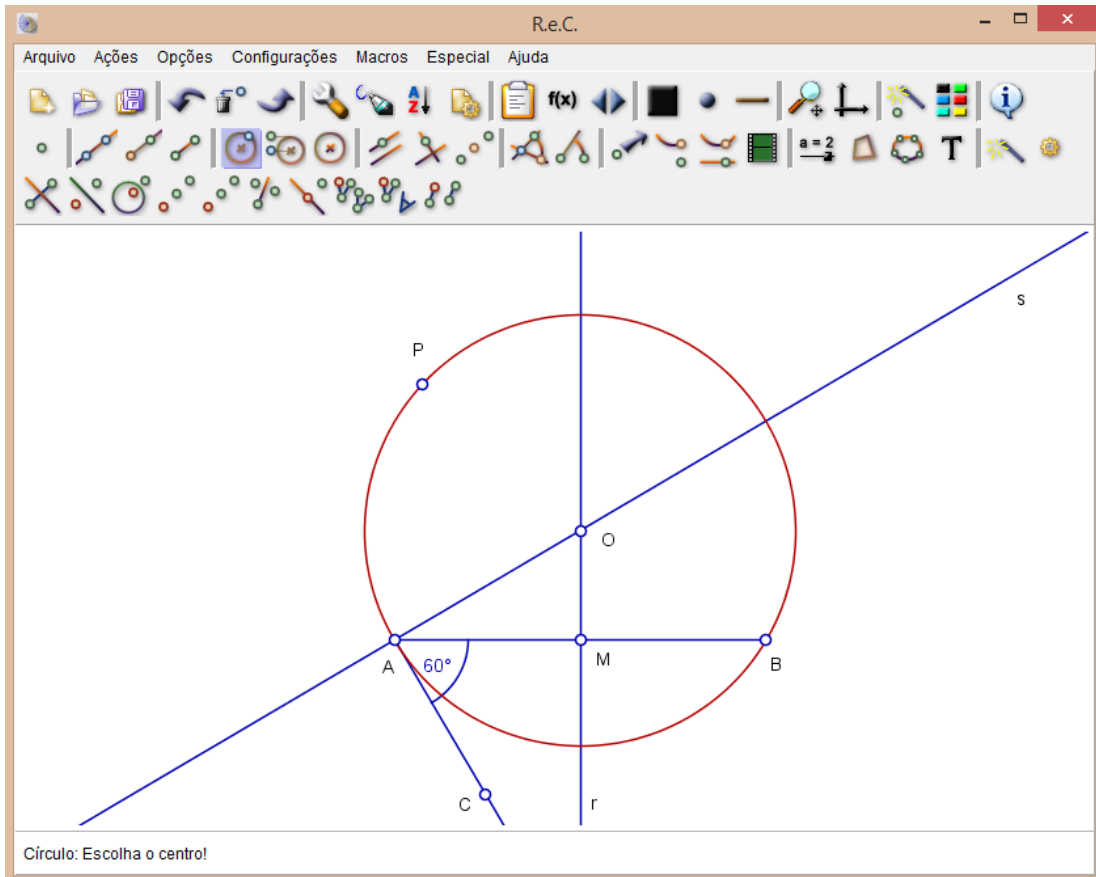 R.e.C.
Arquivo Ações Opções Configurações Macros Especial Ajuda
A Z f(x)
a = 2 T
s
P
O
A 60° M B
C r
Círculo: Escolha o centro!